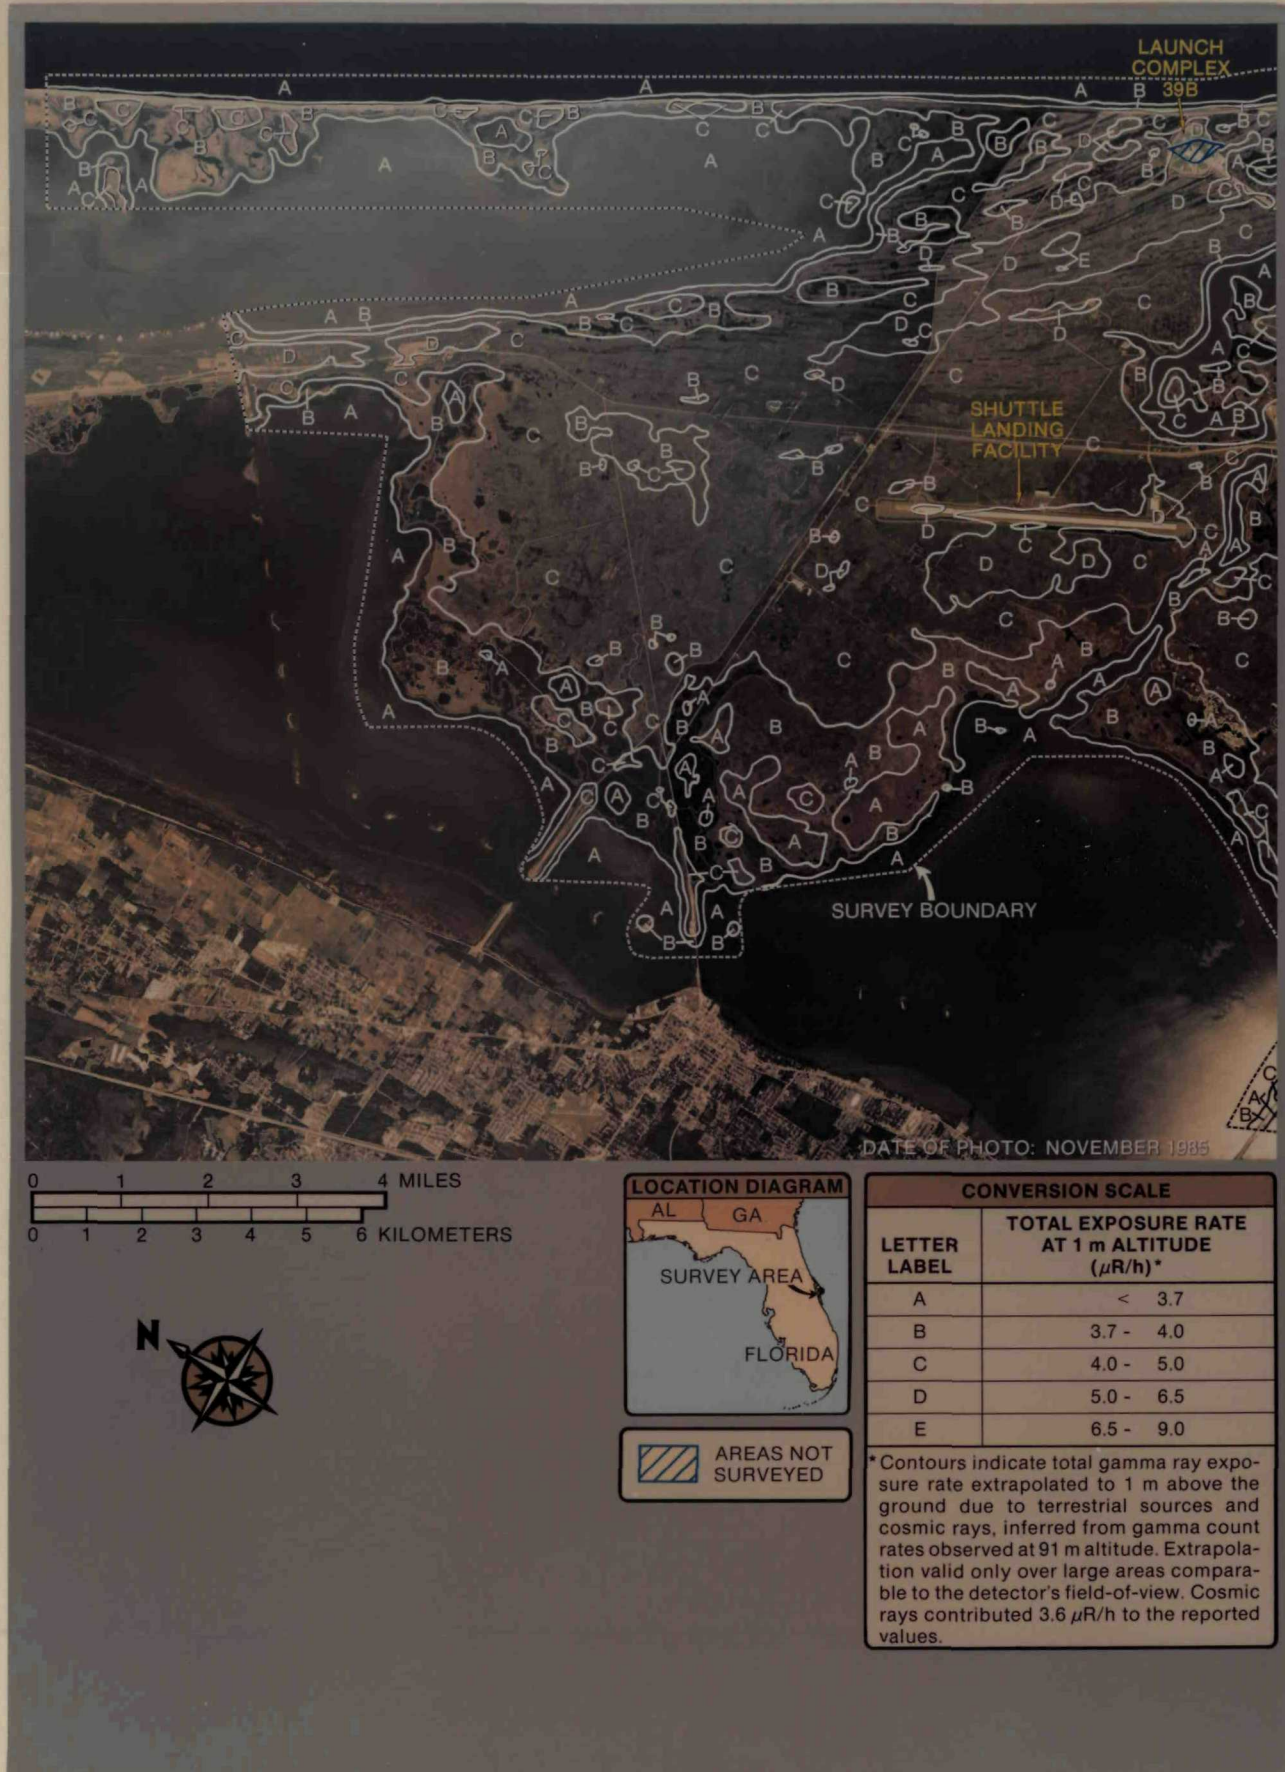 LAUNCH
COMPLEX
39B
SHUTTLE
LANDING
FACILITY
SURVEY BOUNDARY
DATE OF PHOTO: NOVEMBER 1985
0 1 2 3 4 MILES
0 1 2 3 4 5 6 KILOMETERS
N
LOCATION DIAGRAM
AL GA
SURVEY AREA
FLORIDA
AREAS NOT
SURVEYED
CONVERSION SCALE
LETTER
LABEL
TOTAL EXPOSURE RATE
AT 1 m ALTITUDE
(μR/h)*
A < 3.7
B 3.7 - 4.0
C 4.0 - 5.0
D 5.0 - 6.5
E 6.5 - 9.0
* Contours indicate total gamma ray expo-
sure rate extrapolated to 1 m above the
ground due to terrestrial sources and
cosmic rays, inferred from gamma count
rates observed at 91 m altitude. Extrapola-
tion valid only over large areas compara-
ble to the detector's field-of-view. Cosmic
rays contributed 3.6 μR/h to the reported
values.